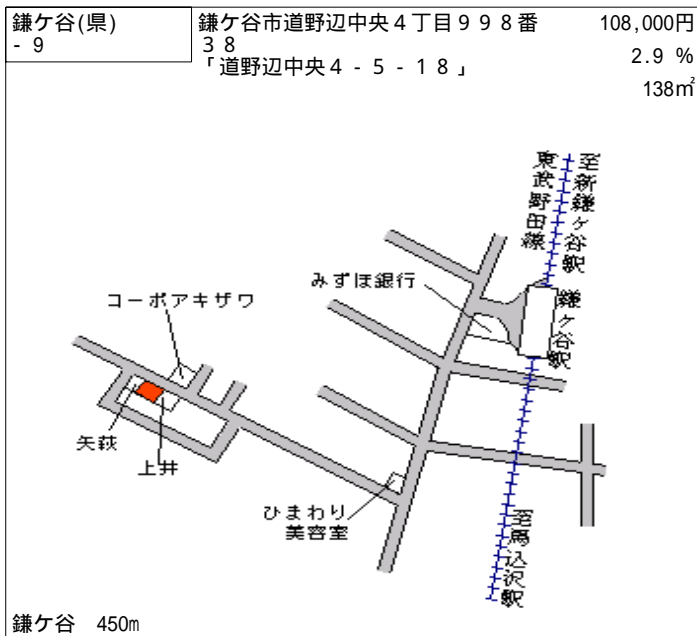 鎌ケ谷(県)
- 9
鎌ケ谷市道野辺中央４丁目９９８番
３８
「道野辺中央４‐５‐１８」
108,000円
2.9 %
138㎡
至新鎌ヶ谷駅
東武野田線
みずほ銀行
鎌ヶ谷駅
コーポアキザワ
矢萩
上井
ひまわり
美容室
至馬込沢駅
鎌ケ谷　450m